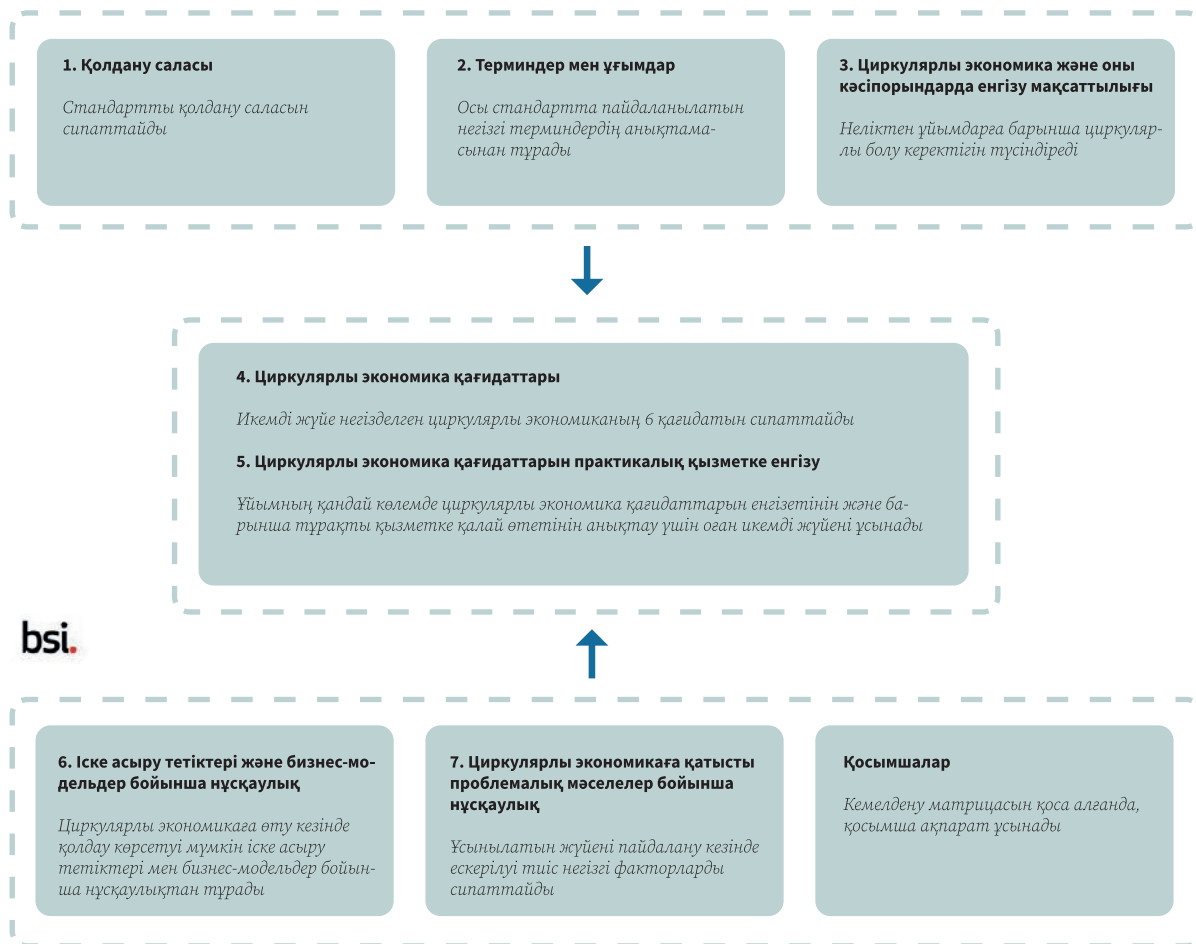 1. Қолдану саласы
Стандартты қолдану саласын
сипаттайды
2. Терминдер мен ұғымдар
Осы стандартта пайдаланылатын
негізгі терминдердің анықтама-
сынан тұрады
3. Циркулярлы экономика және оны
кәсіпорындарда енгізу мақсаттылығы
Неліктен ұйымдарға барынша циркуляр-
лы болу керектігін түсіндіреді
4. Циркулярлы экономика қағидаттары
Икемді жүйе негізделген циркулярлы экономиканың 6 қағидатын сипаттайды
5. Циркулярлы экономика қағидаттарын практикалық қызметке енгізу
Ұйымның қандай көлемде циркулярлы экономика қағидаттарын енгізетінін және ба-
рынша тұрақты қызметке қалай өтетінін анықтау үшін оған икемді жүйені ұсынады
bsi.
6. Іске асыру тетіктері және бизнес-мо-
дельдер бойынша нұсқаулық
Циркулярлы экономикаға өту кезінде
қолдау көрсетуі мүмкін іске асыру
тетіктері мен бизнес-модельдер бойын-
ша нұсқаулықтан тұрады
7. Циркулярлы экономикаға қатысты
проблемалық мәселелер бойынша
нұсқаулық
Ұсынылатын жүйені пайдалану кезінде
ескерілуі тиіс негізгі факторларды
сипаттайды
Қосымшалар
Кемелдену матрицасын қоса алғанда,
қосымша ақпарат ұсынады